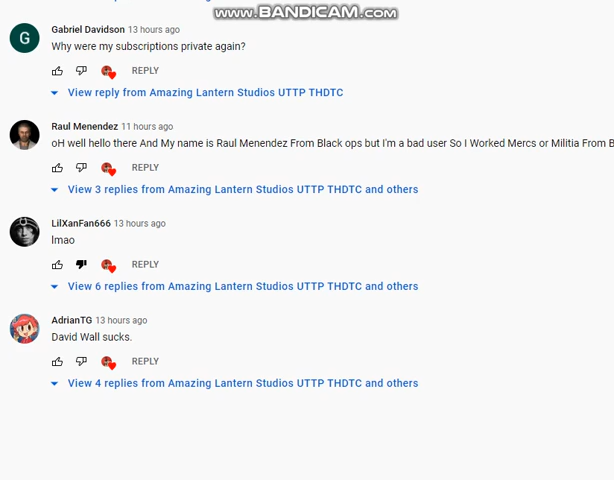 www.BANDICAM.com
G
Gabriel Davidson 13 hours ago
Why were my subscriptions private again?
REPLY
View reply from Amazing Lantern Studios UTTP THDTC
Raul Menendez 11 hours ago
oH well hello there And My name is Raul Menendez From Black ops but I'm a bad user So I Worked Mercs or Militia From B
REPLY
View 3 replies from Amazing Lantern Studios UTTP THDTC and others
LilXanFan666 13 hours ago
lmao
REPLY
View 6 replies from Amazing Lantern Studios UTTP THDTC and others
AdrianTG 13 hours ago
David Wall sucks.
REPLY
View 4 replies from Amazing Lantern Studios UTTP THDTC and others